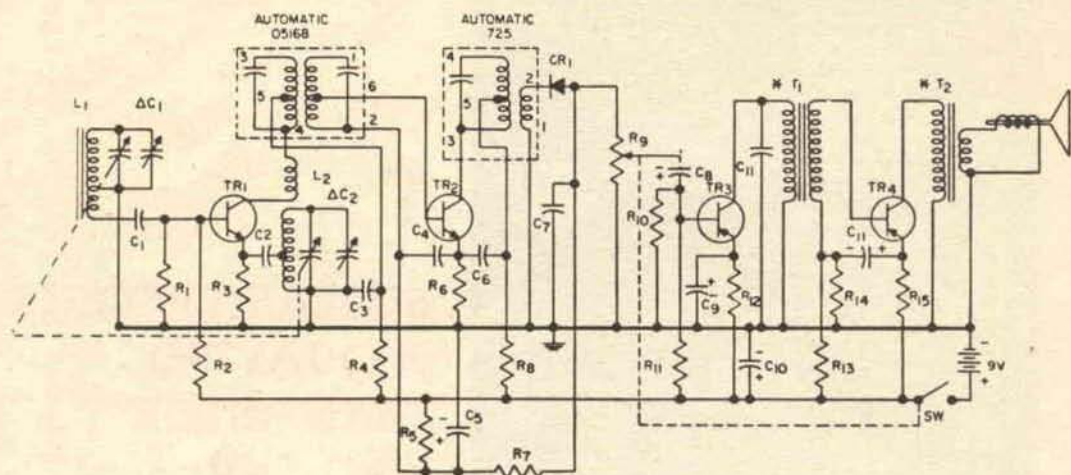 AUTOMATIC
O5168
AUTOMATIC
725
3
1
5
6
4
2
4
2
5
3
1
CR1
L1
ΔC1
L2
ΔC2
TR1
TR2
TR3
TR4
* T1
* T2
C1
C2
C3
C4
C5
C6
C7
C8
C9
C10
C11
C11
R1
R2
R3
R4
R5
R6
R7
R8
R9
R10
R11
R12
R13
R14
R15
9V
SW